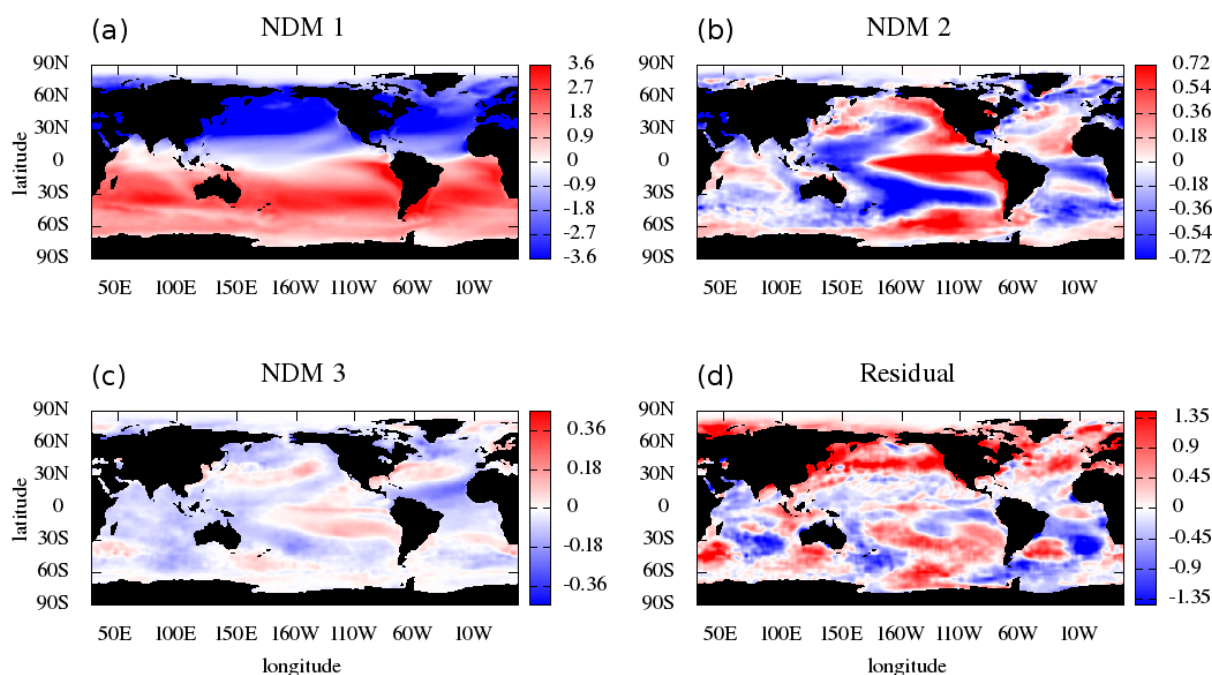 (a) NDM 1
90N
60N
30N
0
30S
60S
90S
latitude
50E 100E 150E 160W 110W 60W 10W
3.6
2.7
1.8
0.9
0
-0.9
-1.8
-2.7
-3.6
(b) NDM 2
90N
60N
30N
0
30S
60S
90S
50E 100E 150E 160W 110W 60W 10W
0.72
0.54
0.36
0.18
0
-0.18
-0.36
-0.54
-0.72
(c) NDM 3
90N
60N
30N
0
30S
60S
90S
latitude
50E 100E 150E 160W 110W 60W 10W
longitude
0.36
0.18
0
-0.18
-0.36
(d) Residual
90N
60N
30N
0
30S
60S
90S
50E 100E 150E 160W 110W 60W 10W
longitude
1.35
0.9
0.45
0
-0.45
-0.9
-1.35